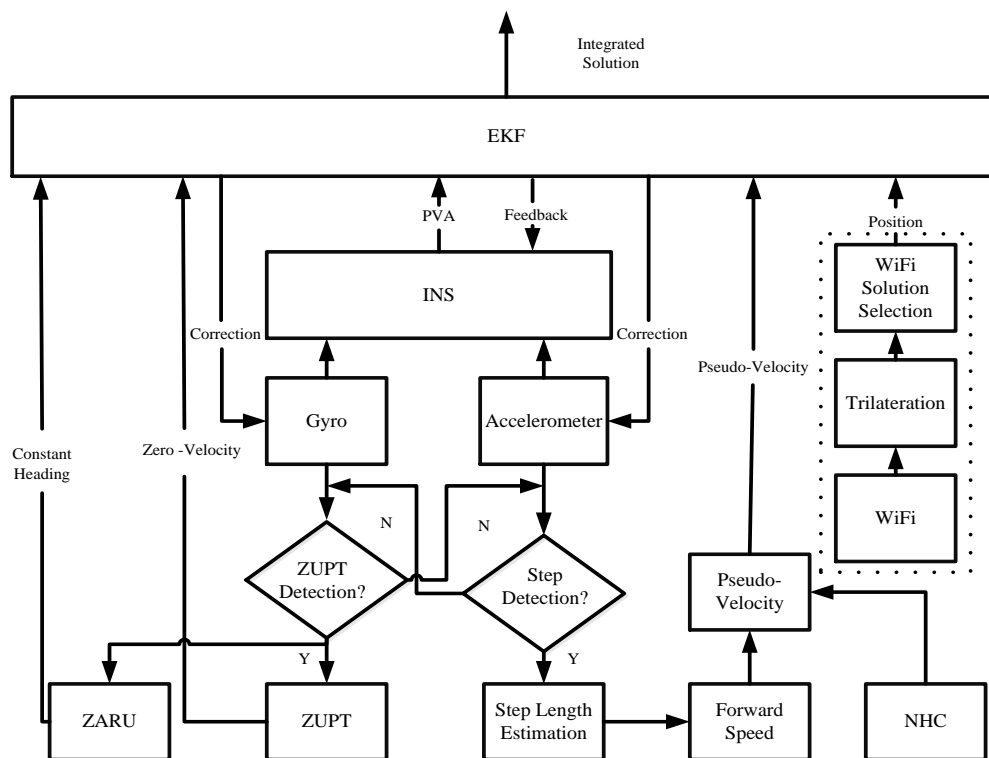 Integrated
Solution
EKF
PVA
Feedback
Position
WiFi
Solution
Selection
INS
Correction
Correction
Pseudo-Velocity
Trilateration
Gyro
Accelerometer
Constant
Heading
Zero -Velocity
WiFi
N
N
ZUPT
Detection?
Step
Detection?
Pseudo-
Velocity
Y
Y
ZARU
ZUPT
Step Length
Estimation
Forward
Speed
NHC